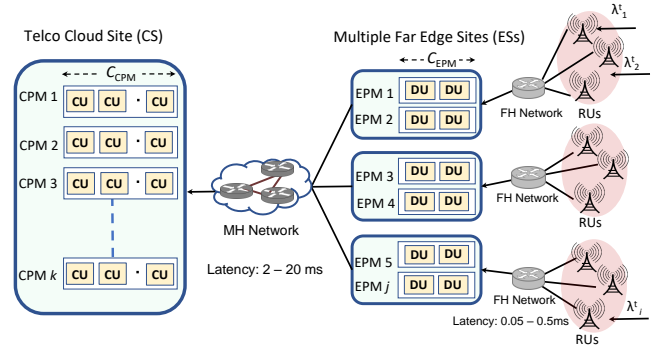 Telco Cloud Site (CS)
C_CPM
CPM 1
CU CU · CU
CPM 2
CU CU · CU
CPM 3
CU CU · CU
CPM k
CU CU · CU
MH Network
Latency: 2 – 20 ms
Multiple Far Edge Sites (ESs)
C_EPM
EPM 1
DU DU
EPM 2
DU DU
EPM 3
DU DU
EPM 4
DU DU
EPM 5
DU DU
EPM j
DU DU
FH Network
RUs
λ^t_1
λ^t_2
FH Network
RUs
FH Network
RUs
λ^t_i
Latency: 0.05 – 0.5ms